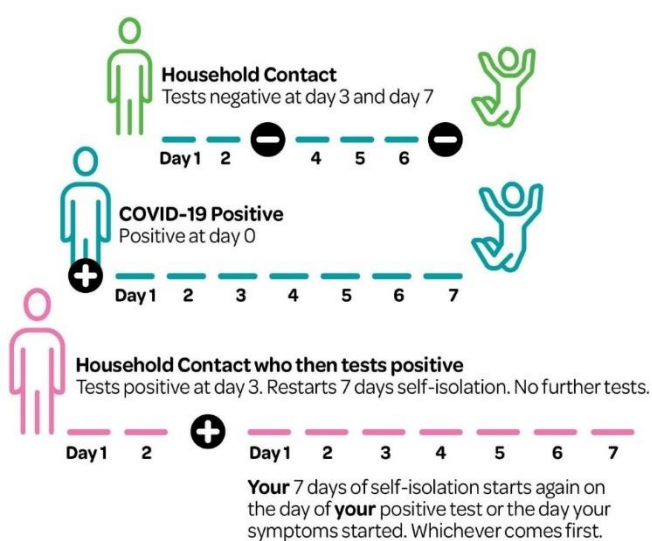 Household Contact
Tests negative at day 3 and day 7
Day 1 2 4 5 6
COVID-19 Positive
Positive at day 0
Day 1 2 3 4 5 6 7
Household Contact who then tests positive
Tests positive at day 3. Restarts 7 days self-isolation. No further tests.
Day 1 2 Day 1 2 3 4 5 6 7
Your 7 days of self-isolation starts again on
the day of your positive test or the day your
symptoms started. Whichever comes first.